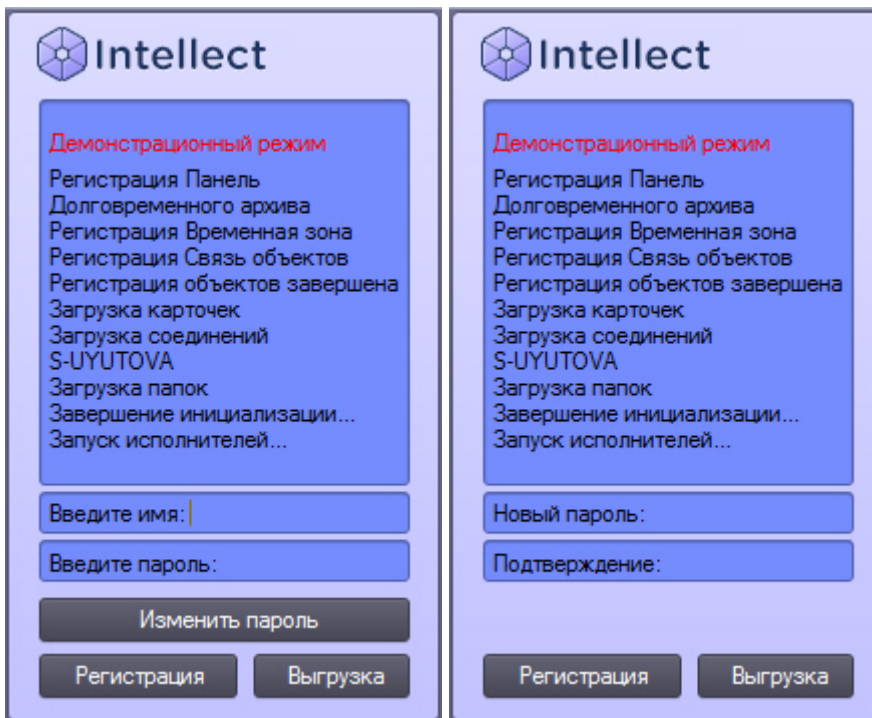 Intellect
Демонстрационный режим
Регистрация Панель
Долговременного архива
Регистрация Временная зона
Регистрация Связь объектов
Регистрация объектов завершена
Загрузка карточек
Загрузка соединений
S-UYUTOVA
Загрузка папок
Завершение инициализации...
Запуск исполнителей...
Введите имя:
Введите пароль:
Изменить пароль
Регистрация
Выгрузка
Intellect
Демонстрационный режим
Регистрация Панель
Долговременного архива
Регистрация Временная зона
Регистрация Связь объектов
Регистрация объектов завершена
Загрузка карточек
Загрузка соединений
S-UYUTOVA
Загрузка папок
Завершение инициализации...
Запуск исполнителей...
Новый пароль:
Подтверждение:
Регистрация
Выгрузка